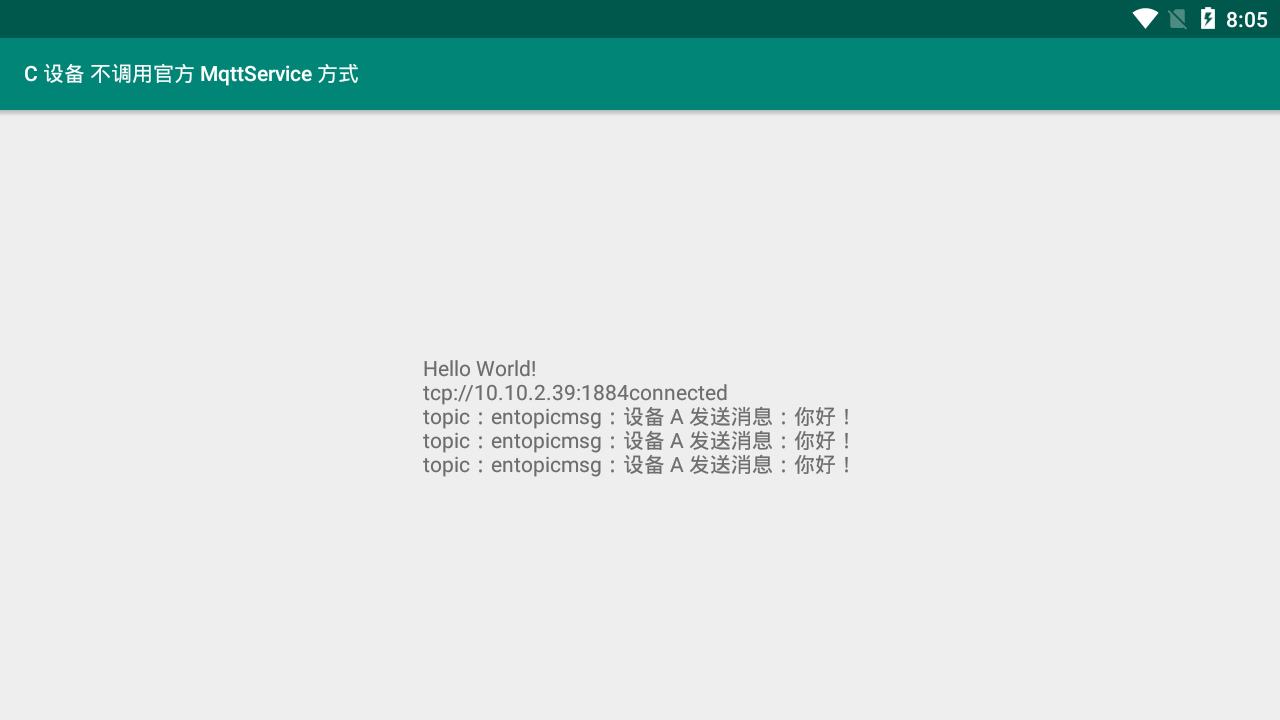 8:05
C 设备 不调用官方 MqttService 方式
Hello World!
tcp://10.10.2.39:1884connected
topic：entopicmsg：设备 A 发送消息：你好！
topic：entopicmsg：设备 A 发送消息：你好！
topic：entopicmsg：设备 A 发送消息：你好！